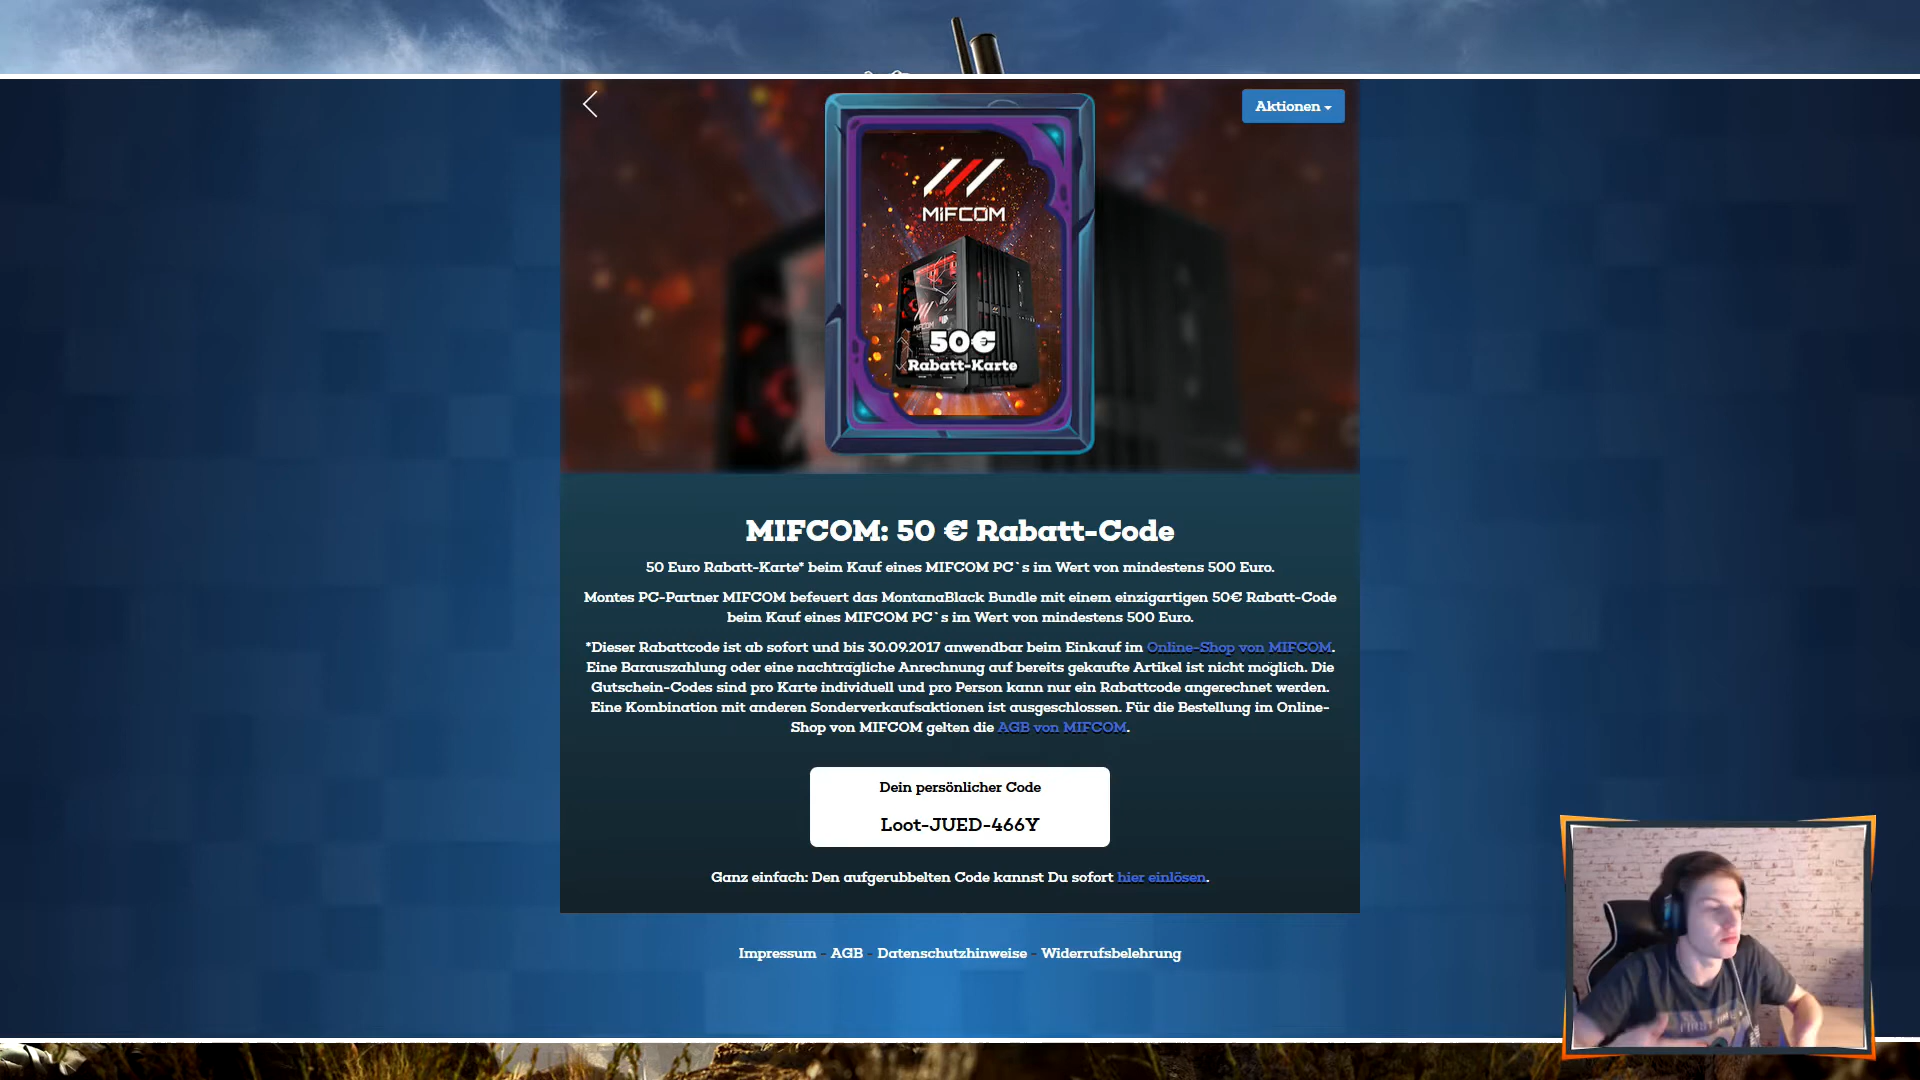 Aktionen
MIFCOM
MIFCOM
50€
Rabatt-Karte
MIFCOM: 50 € Rabatt-Code
50 Euro Rabatt-Karte* beim Kauf eines MIFCOM PC`s im Wert von mindestens 500 Euro.
Montes PC-Partner MIFCOM befeuert das MontanaBlack Bundle mit einem einzigartigen 50€ Rabatt-Code
beim Kauf eines MIFCOM PC`s im Wert von mindestens 500 Euro.
*Dieser Rabattcode ist ab sofort und bis 30.09.2017 anwendbar beim Einkauf im Online-Shop von MIFCOM.
Eine Barauszahlung oder eine nachträgliche Anrechnung auf bereits gekaufte Artikel ist nicht möglich. Die
Gutschein-Codes sind pro Karte individuell und pro Person kann nur ein Rabattcode angerechnet werden.
Eine Kombination mit anderen Sonderverkaufsaktionen ist ausgeschlossen. Für die Bestellung im Online-
Shop von MIFCOM gelten die AGB von MIFCOM.
Dein persönlicher Code
Loot-JUED-466Y
Ganz einfach: Den aufgerubbelten Code kannst Du sofort hier einlösen.
Impressum - AGB - Datenschutzhinweise - Widerrufsbelehrung